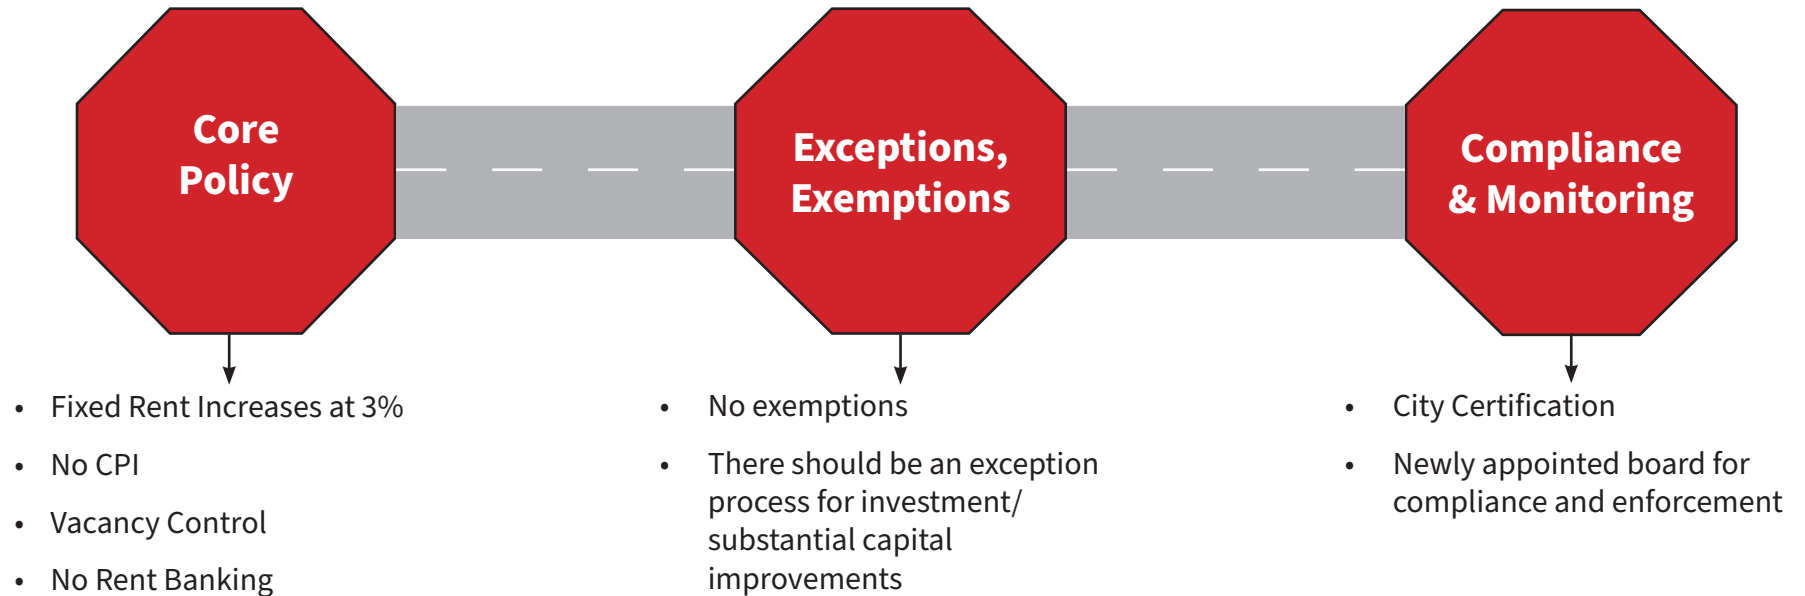 Core
Policy
• Fixed Rent Increases at 3%
• No CPI
• Vacancy Control
• No Rent Banking
Exceptions,
Exemptions
• No exemptions
• There should be an exception
process for investment/
substantial capital
improvements
Compliance
& Monitoring
• City Certification
• Newly appointed board for
compliance and enforcement